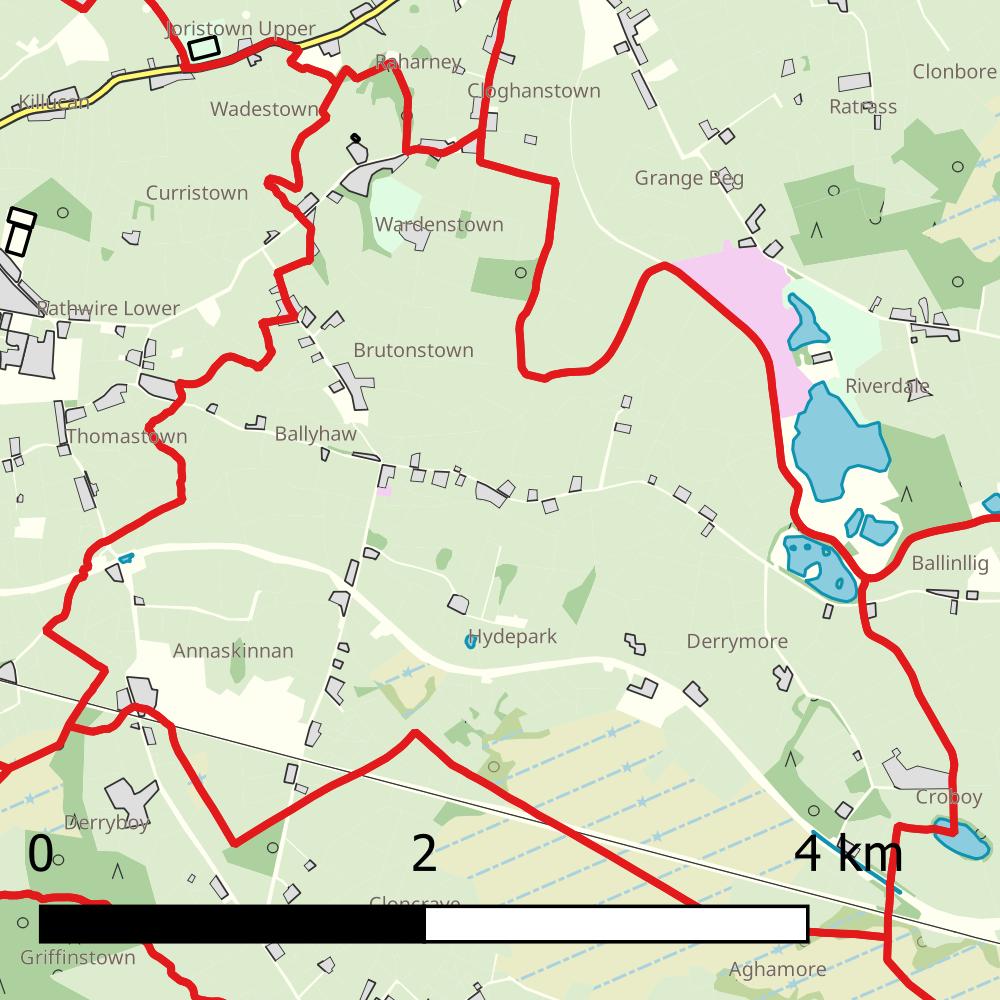 Joristown Upper
Raharney
Clonbore
Killucan
Wadestown
Cloghanstown
Ratrass
Grange Beg
Curristown
Wardenstown
Rathwire Lower
Brutonstown
Riverdale
Thomastown
Ballyhaw
Ballinllig
Annaskinnan
Hydepark
Derrymore
Croboy
Derryboy
0 2 4 km
Cloncrave
Griffinstown
Aghamore